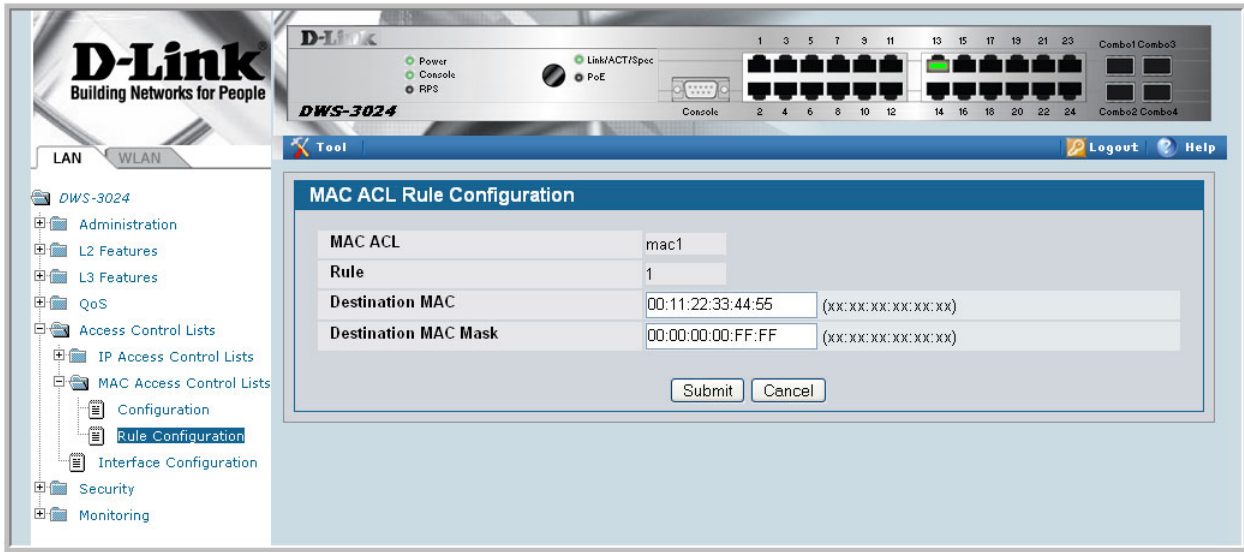 D-Link
Building Networks for People
D-Link
Power
Console
RPS
Link/ACT/Spec
PoE
DWS-3024
Console
1 3 5 7 9 11 13 15 17 19 21 23
Combo1 Combo3
2 4 6 8 10 12 14 16 18 20 22 24
Combo2 Combo4
LAN
WLAN
Tool
Logout
Help
DWS-3024
Administration
L2 Features
L3 Features
QoS
Access Control Lists
IP Access Control Lists
MAC Access Control Lists
Configuration
Rule Configuration
Interface Configuration
Security
Monitoring
MAC ACL Rule Configuration
MAC ACL mac1
Rule 1
Destination MAC 00:11:22:33:44:55 (xx:xx:xx:xx:xx:xx)
Destination MAC Mask 00:00:00:00:FF:FF (xx:xx:xx:xx:xx:xx)
Submit Cancel